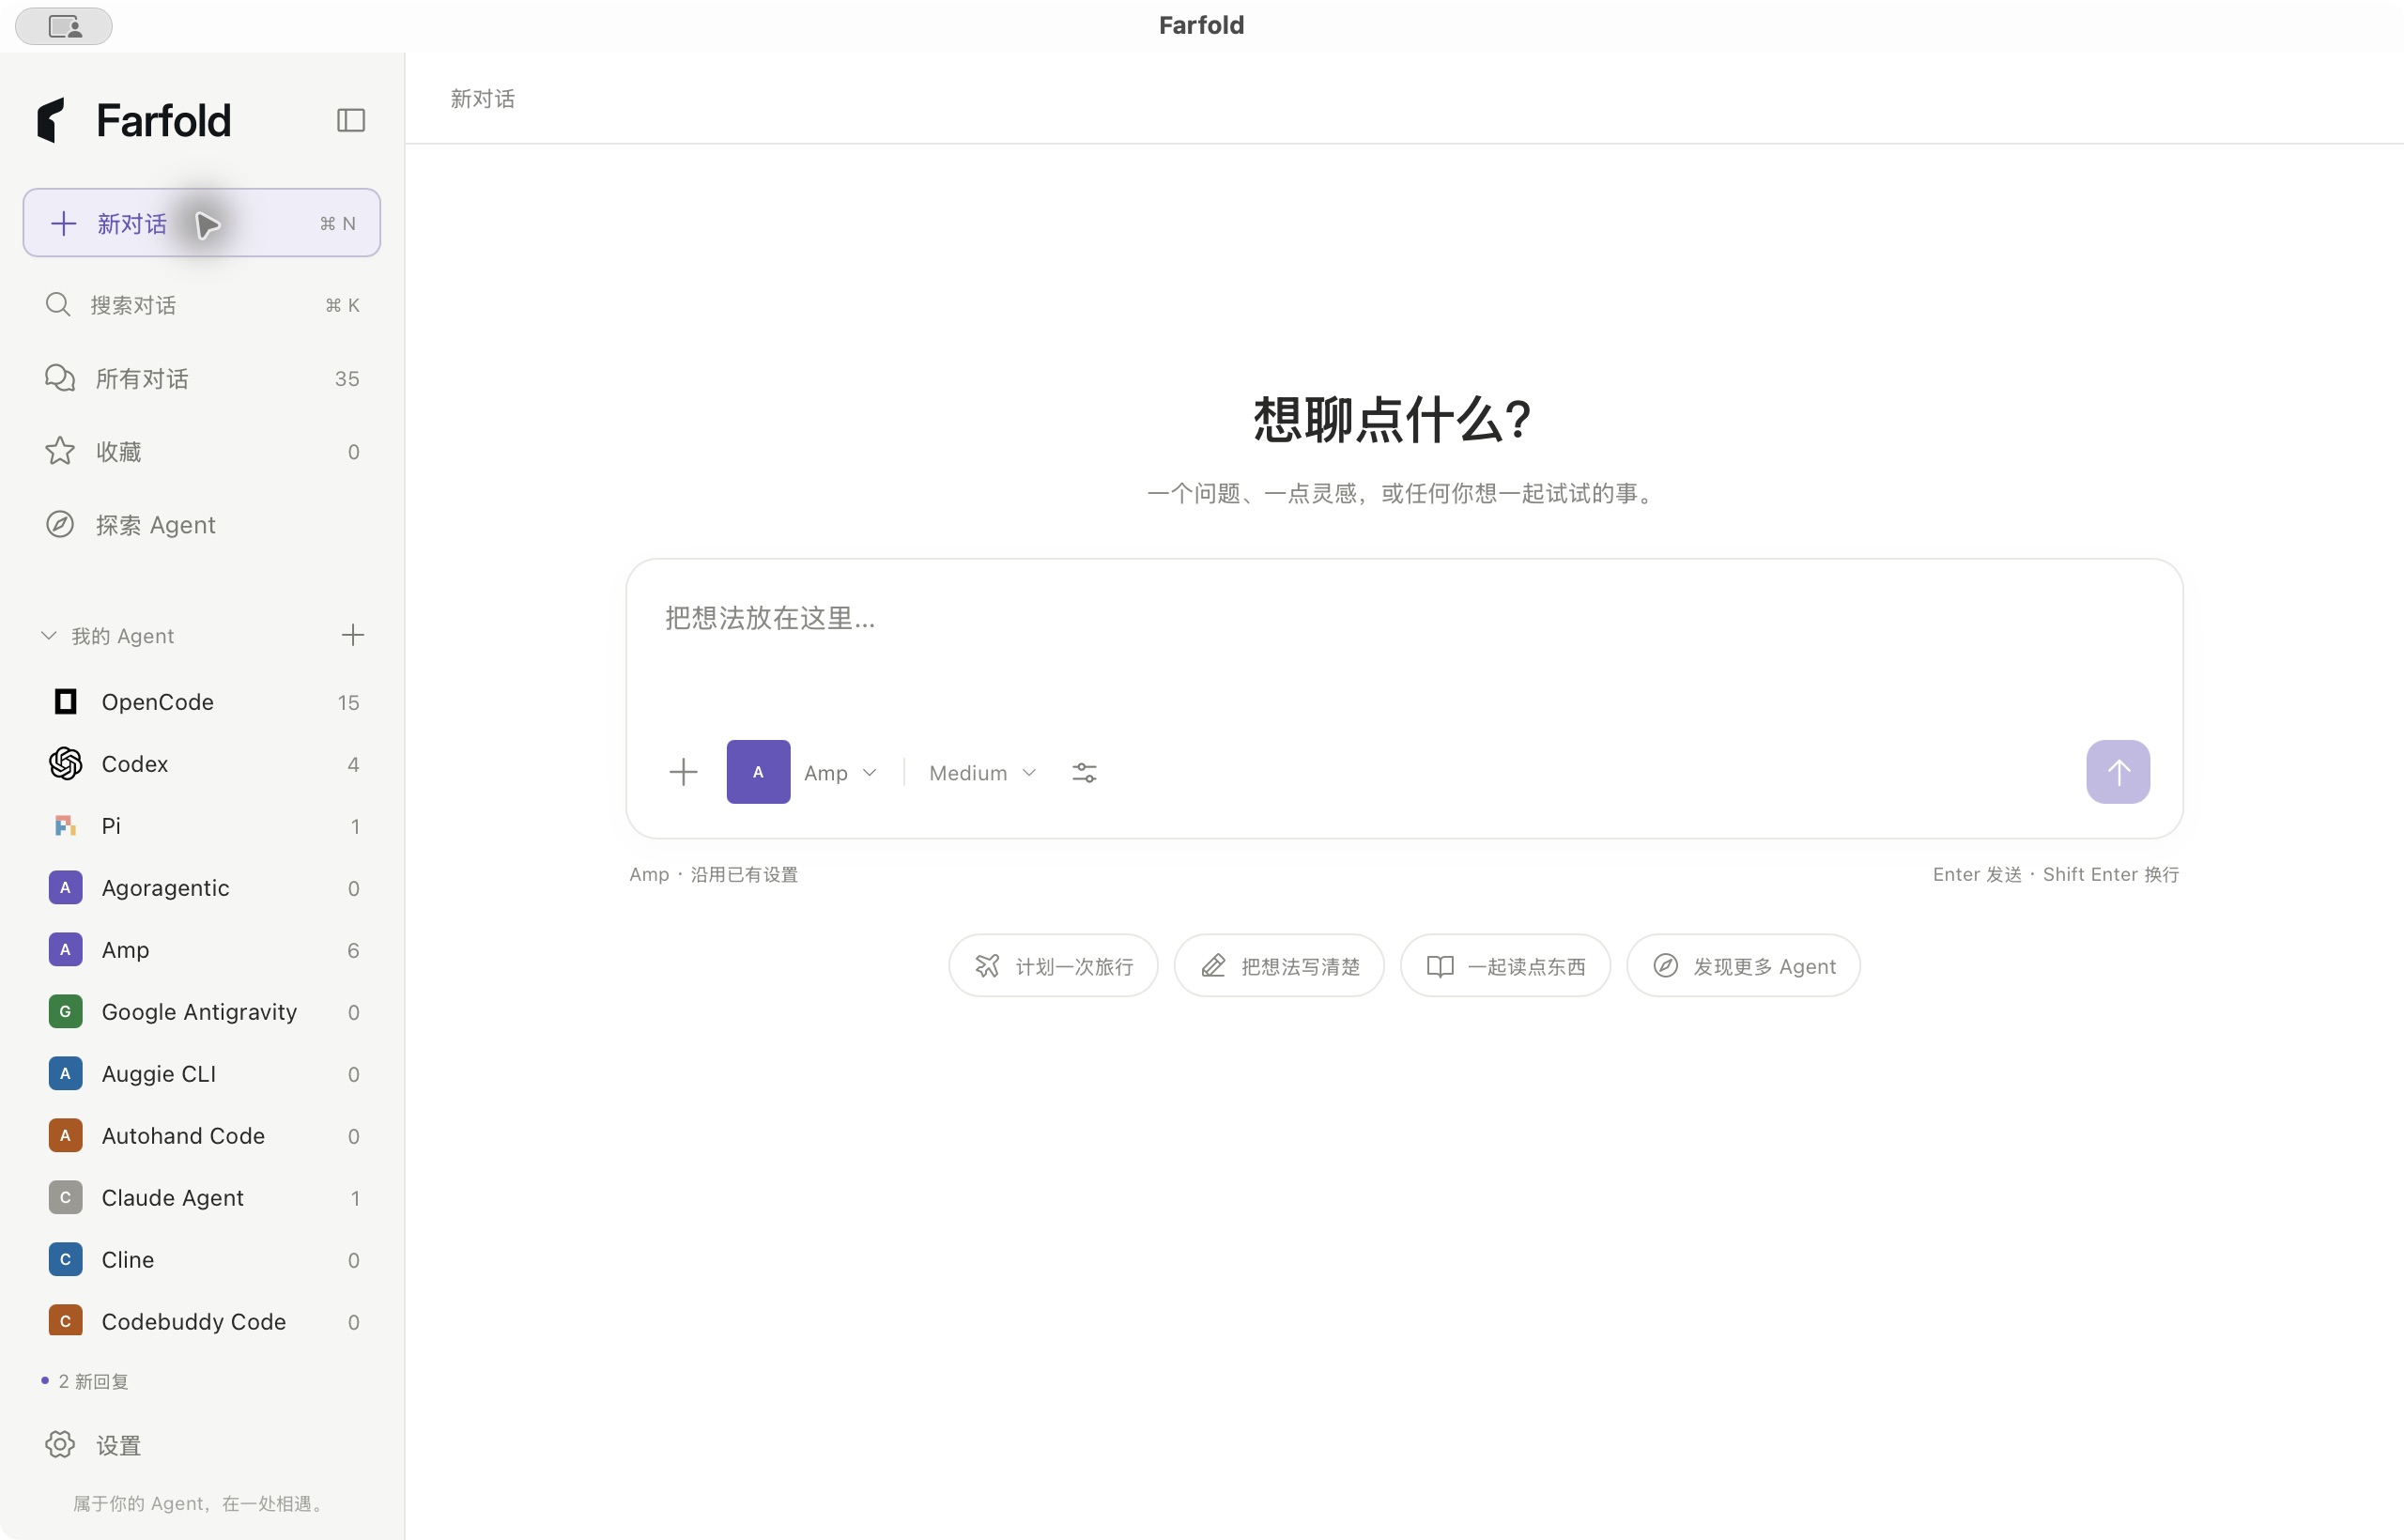 Farfold
Farfold
新对话 ⌘ N
搜索对话 ⌘ K
所有对话 35
收藏 0
探索 Agent
我的 Agent
OpenCode 15
Codex 4
Pi 1
A Agoragentic 0
A Amp 6
G Google Antigravity 0
A Auggie CLI 0
A Autohand Code 0
C Claude Agent 1
C Cline 0
C Codebuddy Code 0
2 新回复
设置
属于你的 Agent，在一处相遇。
新对话
想聊点什么？
一个问题、一点灵感，或任何你想一起试试的事。
把想法放在这里...
A Amp Medium
Amp · 沿用已有设置 Enter 发送 · Shift Enter 换行
计划一次旅行 把想法写清楚 一起读点东西 发现更多 Agent